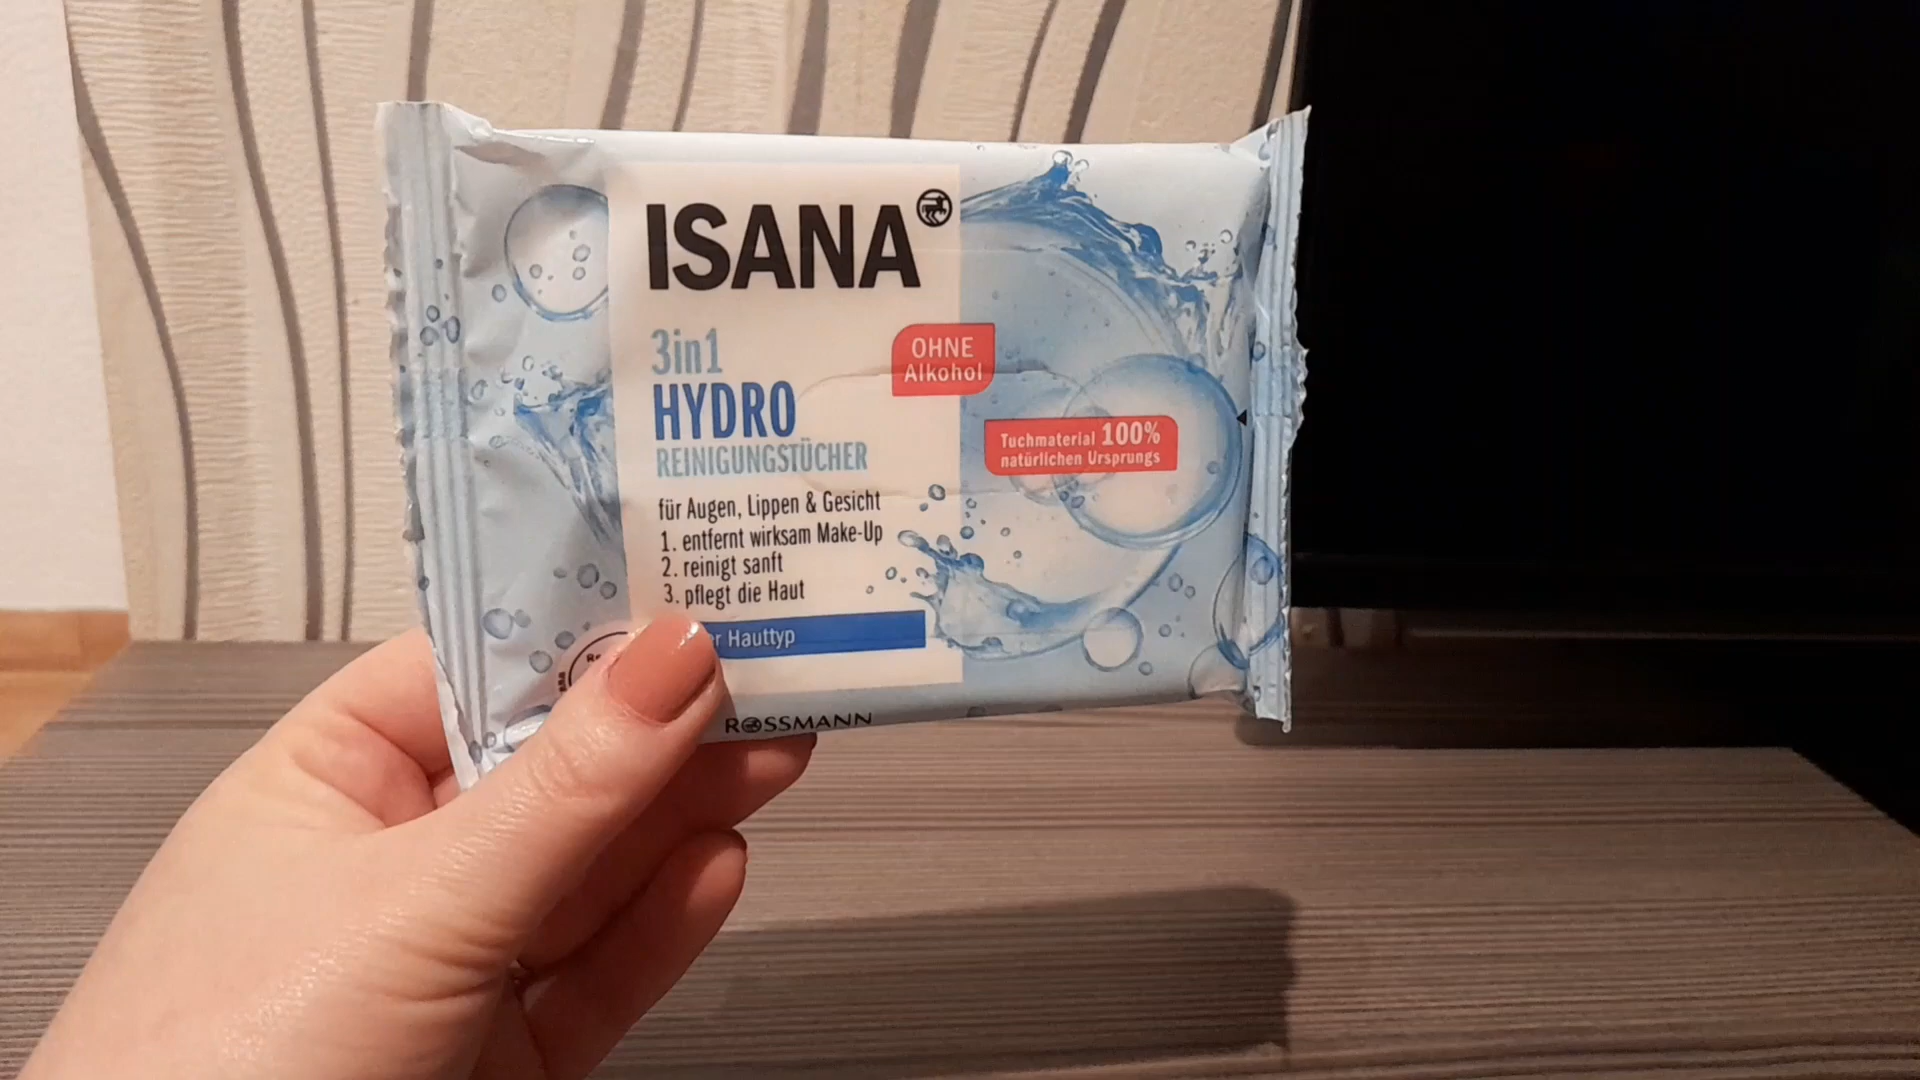 ISANA
3in1
HYDRO
REINIGUNGSTÜCHER
OHNE
Alkohol
Tuchmaterial 100%
natürlichen Ursprungs
für Augen, Lippen & Gesicht
1. entfernt wirksam Make-Up
2. reinigt sanft
3. pflegt die Haut
Hauttyp
ROSSMANN